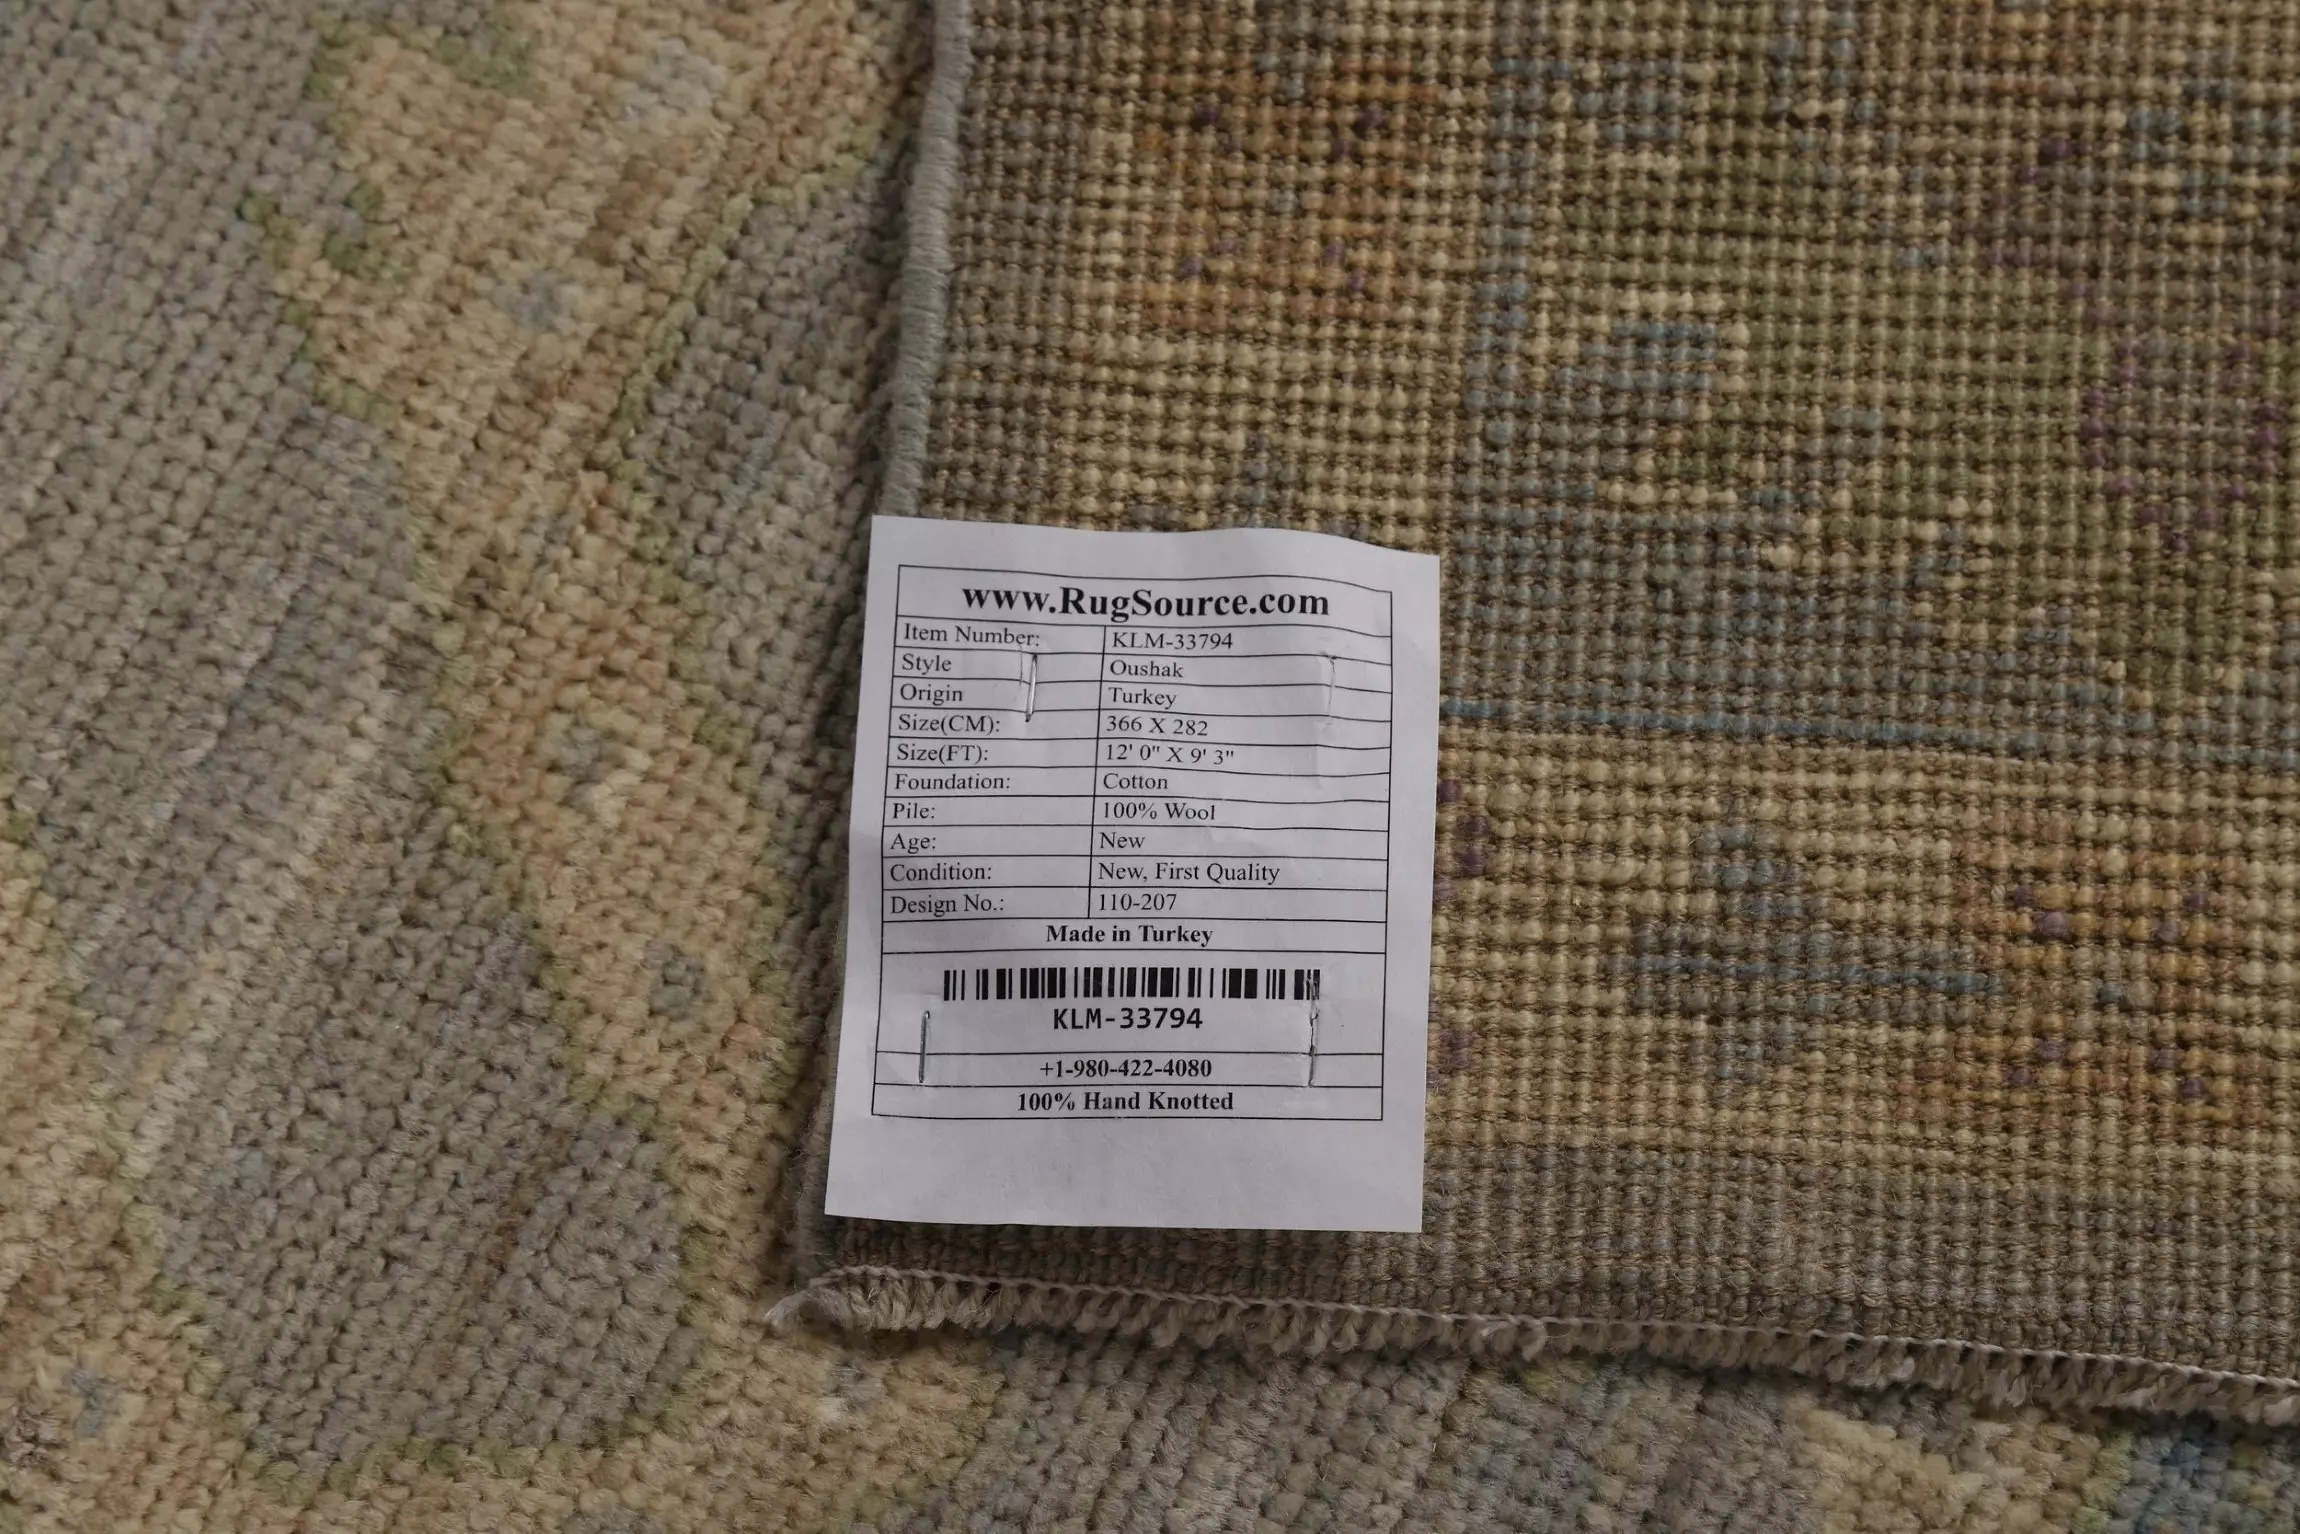 www.RugSource.com
Item Number: KLM-33794
Style Oushak
Origin Turkey
Size(CM): 366 X 282
Size(FT): 12' 0" X 9' 3"
Foundation: Cotton
Pile: 100% Wool
Age: New
Condition: New, First Quality
Design No.: 110-207
Made in Turkey
KLM-33794
+1-980-422-4080
100% Hand Knotted